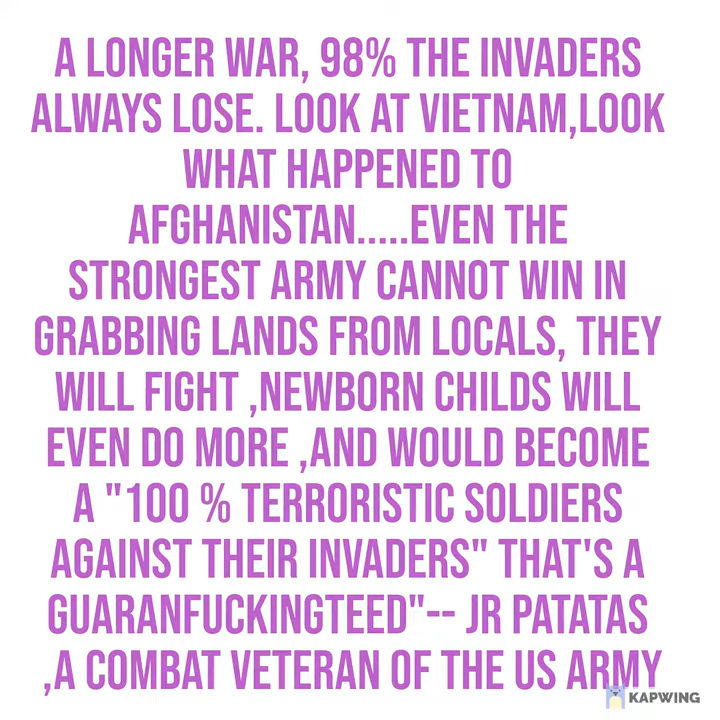 A LONGER WAR, 98% THE INVADERS
ALWAYS LOSE. LOOK AT VIETNAM,LOOK
WHAT HAPPENED TO
AFGHANISTAN.....EVEN THE
STRONGEST ARMY CANNOT WIN IN
GRABBING LANDS FROM LOCALS, THEY
WILL FIGHT ,NEWBORN CHILDS WILL
EVEN DO MORE ,AND WOULD BECOME
A "100 % TERRORISTIC SOLDIERS
AGAINST THEIR INVADERS" THAT'S A
GUARANFUCKINGTEED"-- JR PATATAS
,A COMBAT VETERAN OF THE US ARMY
KAPWING